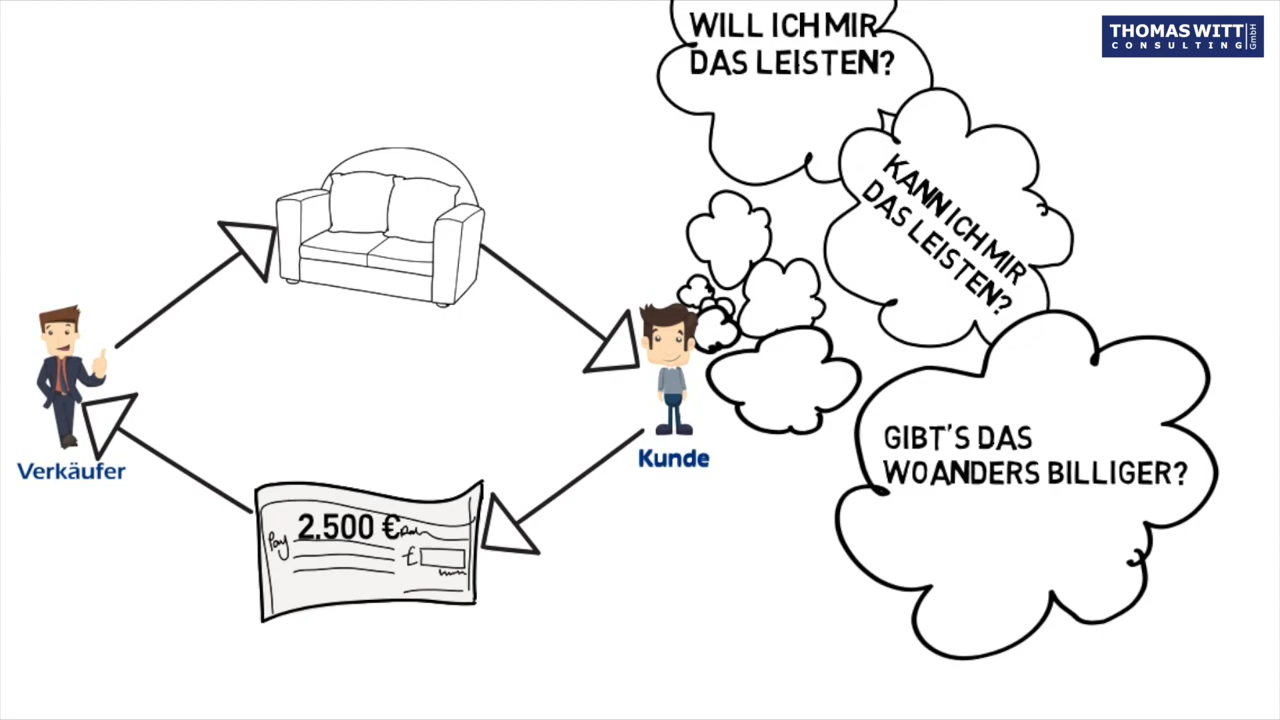 WILL ICH MIR
DAS LEISTEN?
THOMAS WITT
CONSULTING
GmbH
KANN ICH MIR
DAS LEISTEN?
GIBT'S DAS
WOANDERS BILLIGER?
Verkäufer
Kunde
Pay 2.500 €
£